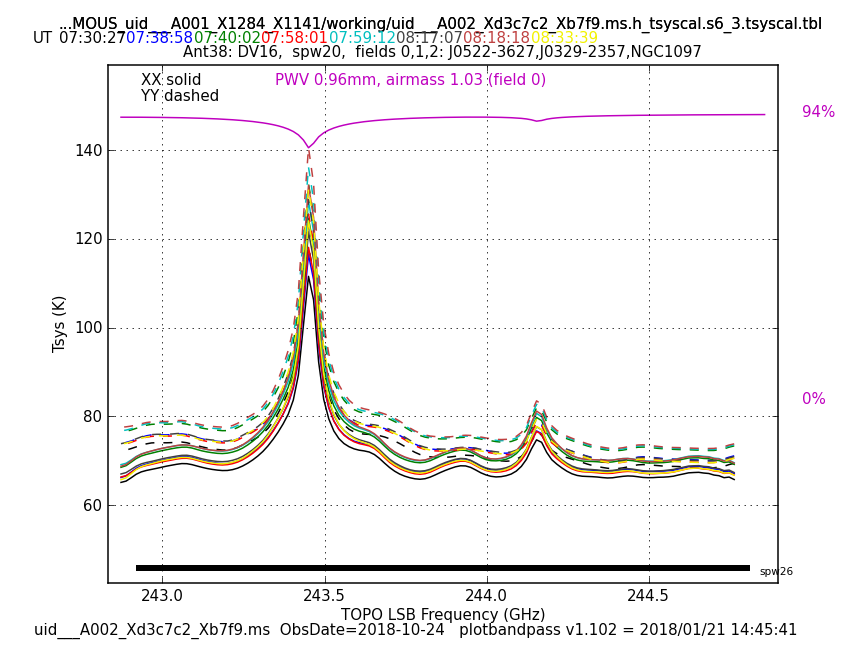 ...MOUS_uid___A001_X1284_X1141/working/uid___A002_Xd3c7c2_Xb7f9.ms.h_tsyscal.s6_3.tsyscal.tbl
UT 07:30:27 07:38:58 07:40:02 07:58:01 07:59:12 08:17:07 08:18:18 08:33:39
Ant38: DV16, spw20, fields 0,1,2: J0522-3627,J0329-2357,NGC1097
XX solid
PWV 0.96mm, airmass 1.03 (field 0)
YY dashed
94%
140
120
100
80
60
0%
Tsys (K)
spw26
243.0 243.5 244.0 244.5
TOPO LSB Frequency (GHz)
uid___A002_Xd3c7c2_Xb7f9.ms ObsDate=2018-10-24 plotbandpass v1.102 = 2018/01/21 14:45:41